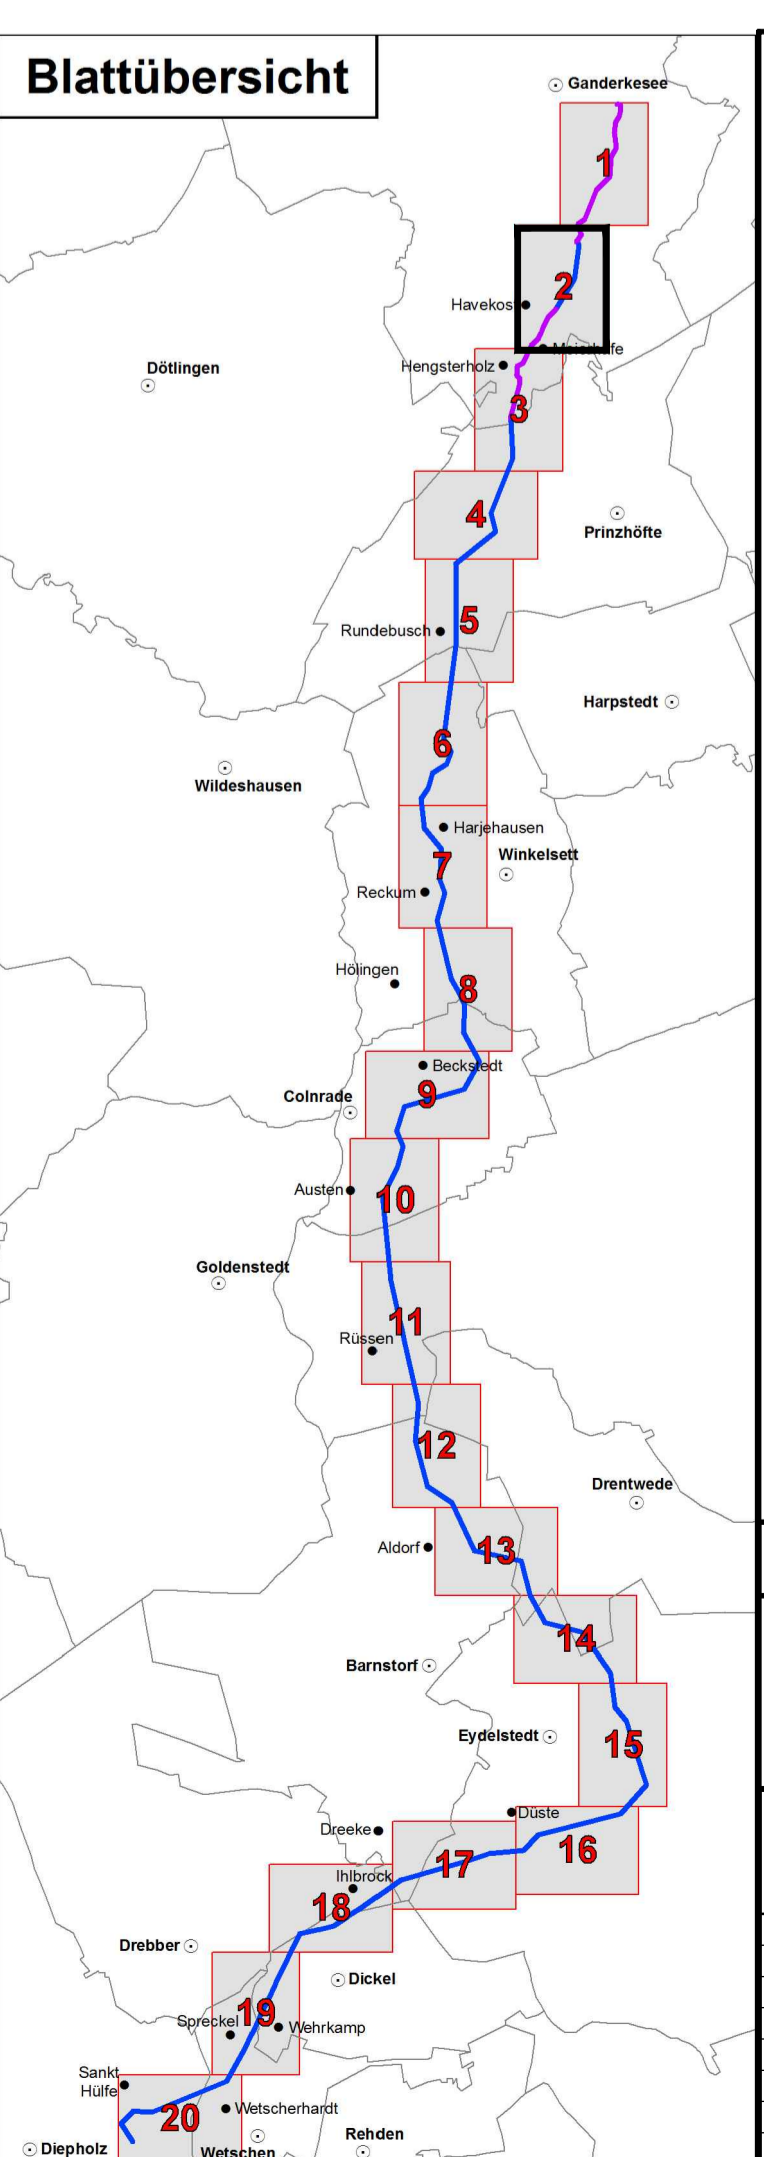 Blattübersicht
Ganderkesee
1
2
Havekost
Meierhafe
Hengsterholz
Dötlingen
3
4
Prinzhöfte
5
Rundebusch
Harpstedt
6
Wildeshausen
Harjehausen
Winkelsett
7
Reckum
Hölingen
8
Beckstedt
9
Colnrade
Austen
10
Goldenstedt
11
Rüssen
12
Drentwede
Aldorf
13
14
Barnstorf
Eydelstedt
15
Düste
Dreeke
16
17
Ihlbrock
18
Drebber
Dickel
19
Spreckel
Wehrkamp
Sankt
Hülfe
Wetscherhardt
20
Rehden
Diepholz
Wetschen